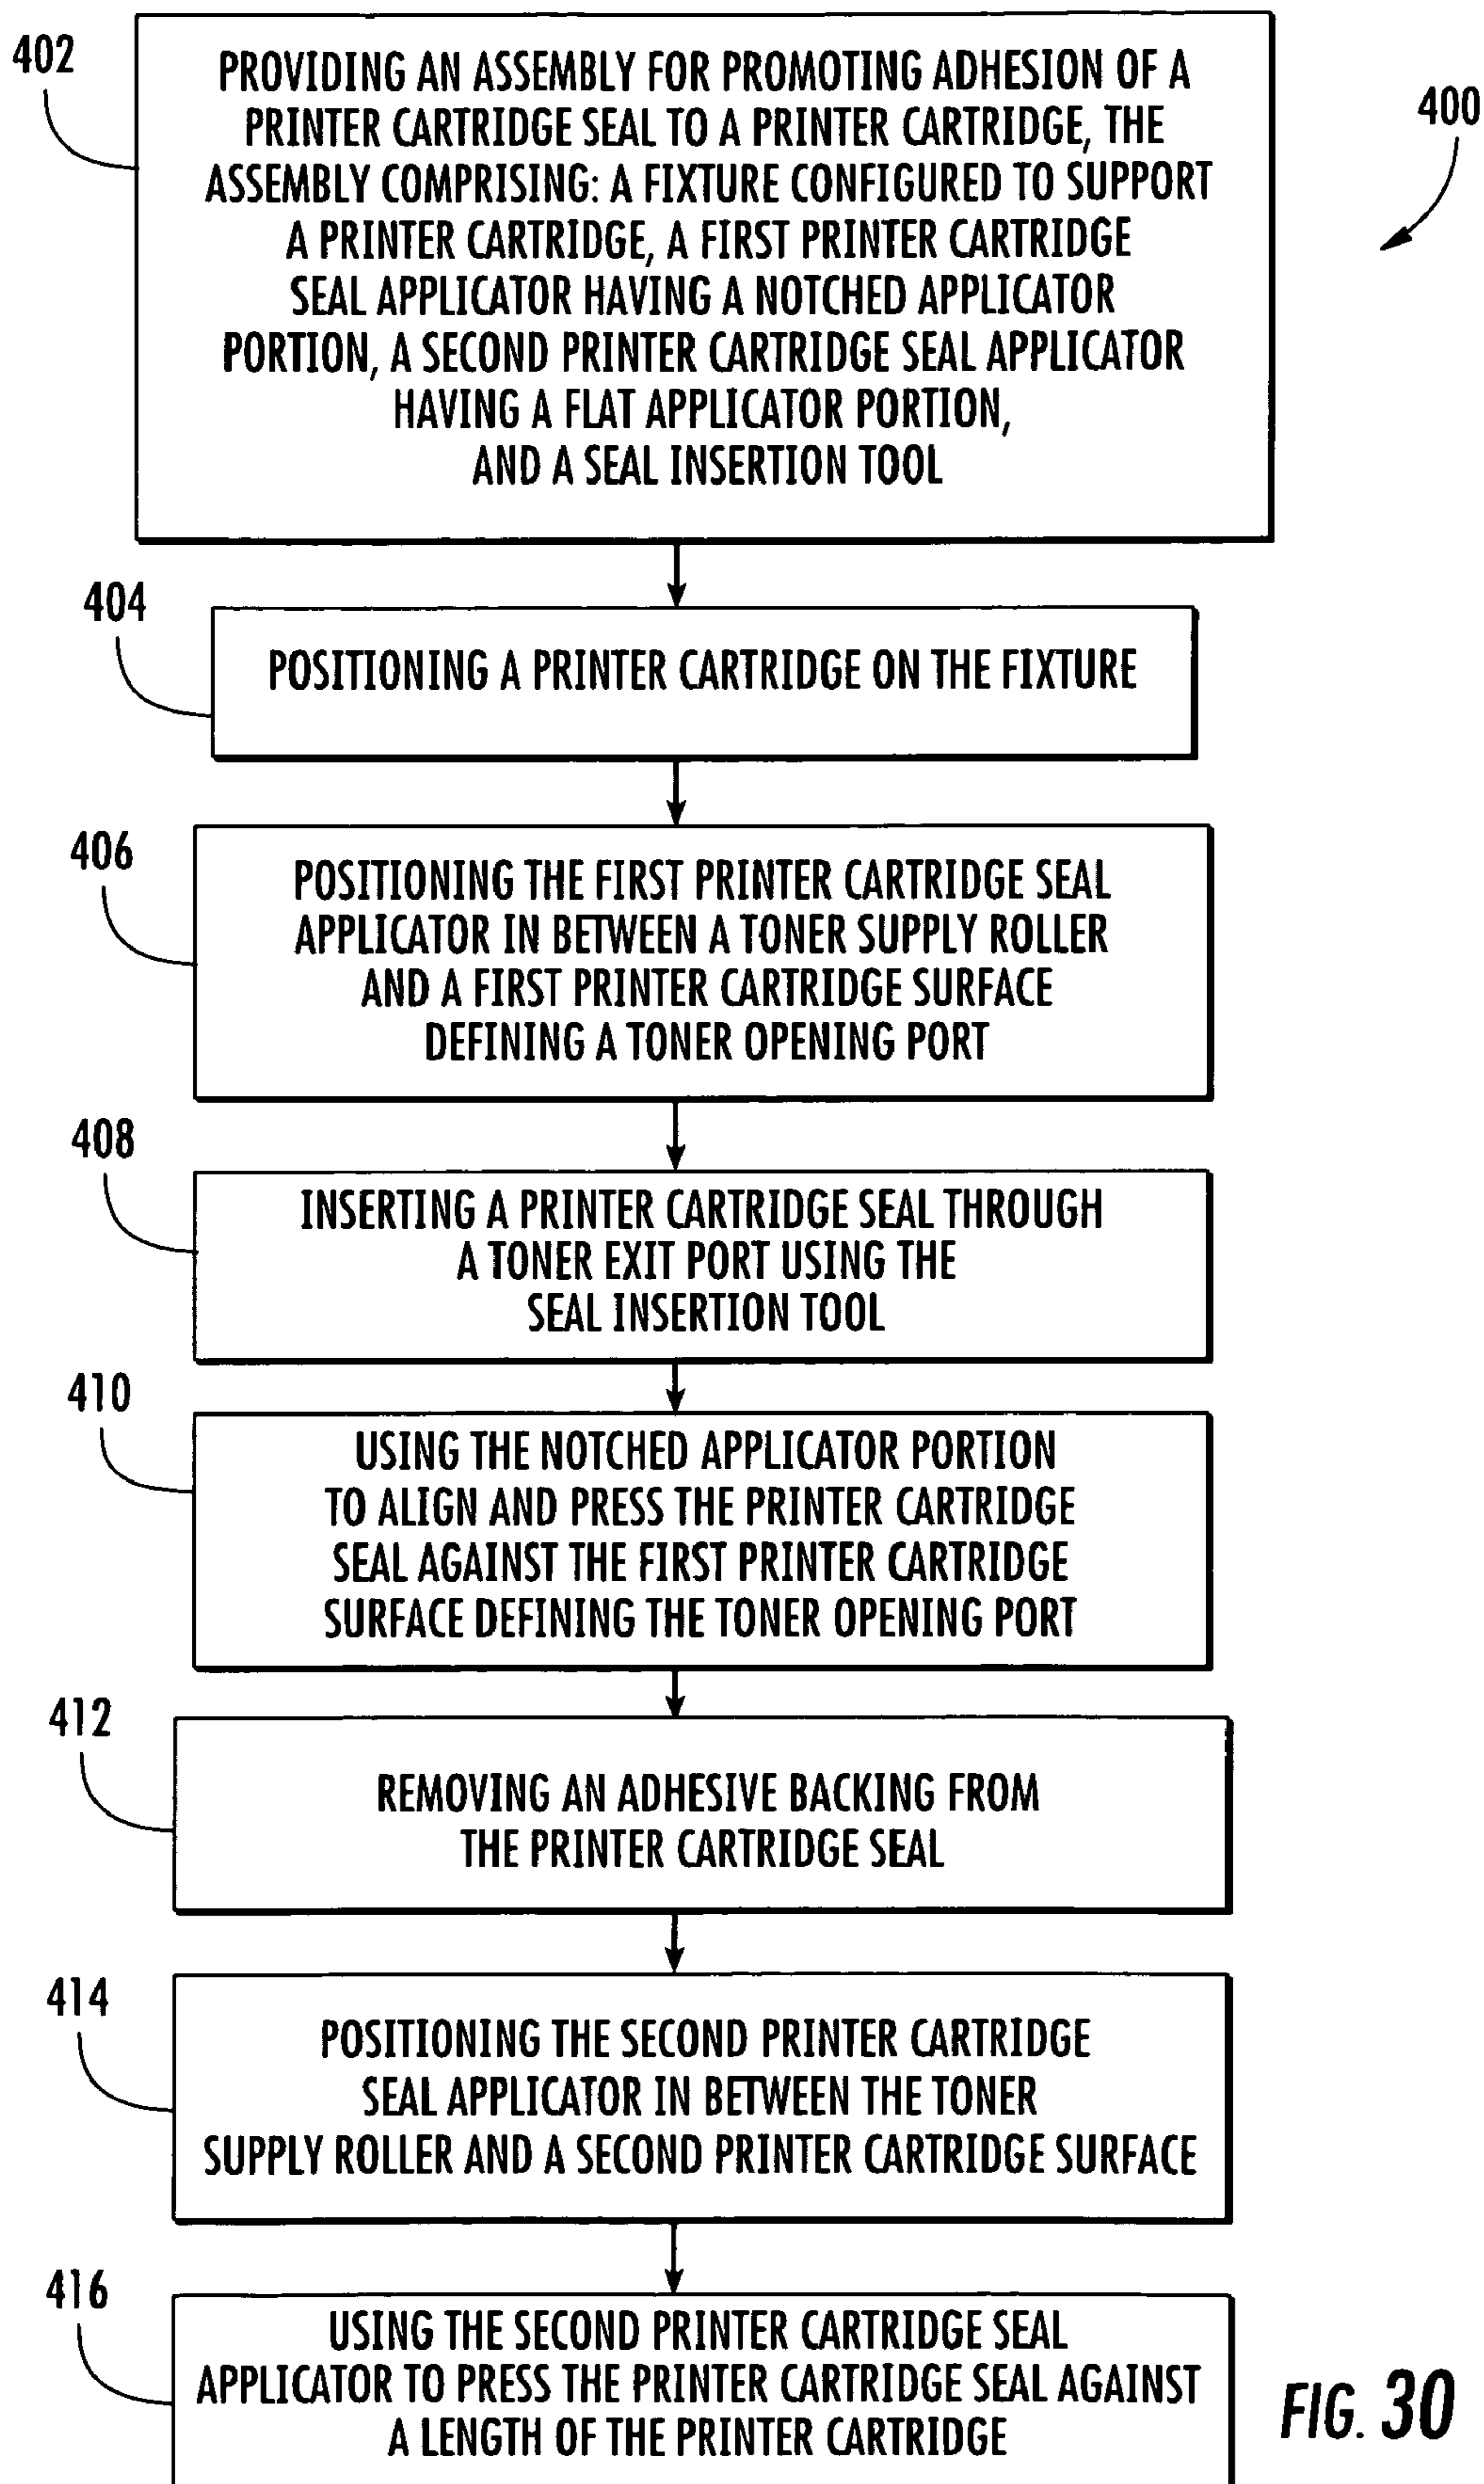 402
PROVIDING AN ASSEMBLY FOR PROMOTING ADHESION OF A
PRINTER CARTRIDGE SEAL TO A PRINTER CARTRIDGE, THE
ASSEMBLY COMPRISING: A FIXTURE CONFIGURED TO SUPPORT
A PRINTER CARTRIDGE, A FIRST PRINTER CARTRIDGE
SEAL APPLICATOR HAVING A NOTCHED APPLICATOR
PORTION, A SECOND PRINTER CARTRIDGE SEAL APPLICATOR
HAVING A FLAT APPLICATOR PORTION,
AND A SEAL INSERTION TOOL
400
404
POSITIONING A PRINTER CARTRIDGE ON THE FIXTURE
406
POSITIONING THE FIRST PRINTER CARTRIDGE SEAL
APPLICATOR IN BETWEEN A TONER SUPPLY ROLLER
AND A FIRST PRINTER CARTRIDGE SURFACE
DEFINING A TONER OPENING PORT
408
INSERTING A PRINTER CARTRIDGE SEAL THROUGH
A TONER EXIT PORT USING THE
SEAL INSERTION TOOL
410
USING THE NOTCHED APPLICATOR PORTION
TO ALIGN AND PRESS THE PRINTER CARTRIDGE
SEAL AGAINST THE FIRST PRINTER CARTRIDGE
SURFACE DEFINING THE TONER OPENING PORT
412
REMOVING AN ADHESIVE BACKING FROM
THE PRINTER CARTRIDGE SEAL
414
POSITIONING THE SECOND PRINTER CARTRIDGE
SEAL APPLICATOR IN BETWEEN THE TONER
SUPPLY ROLLER AND A SECOND PRINTER CARTRIDGE SURFACE
416
USING THE SECOND PRINTER CARTRIDGE SEAL
APPLICATOR TO PRESS THE PRINTER CARTRIDGE SEAL AGAINST
A LENGTH OF THE PRINTER CARTRIDGE
FIG. 30